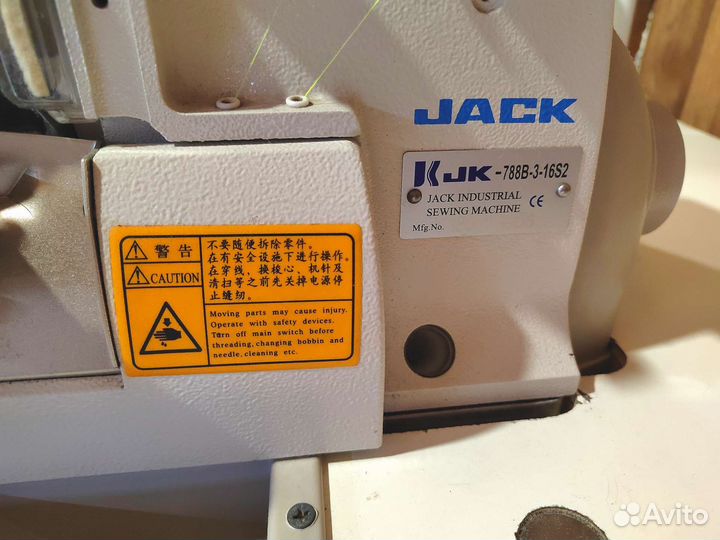 JACK
JK -788B-3-16S2
JACK INDUSTRIAL
SEWING MACHINE CE
Mfg.No.
警告
CAUTION
不要随便拆除零件。
在有安全设施下进行操作。
在穿线、换梭心、机针及
清扫等之前先关掉电源停
止缝纫。
Moving parts may cause injury.
Operate with safety devices.
Turn off main switch before
threading,changing bobbin and
needle,cleaning etc.
Avito